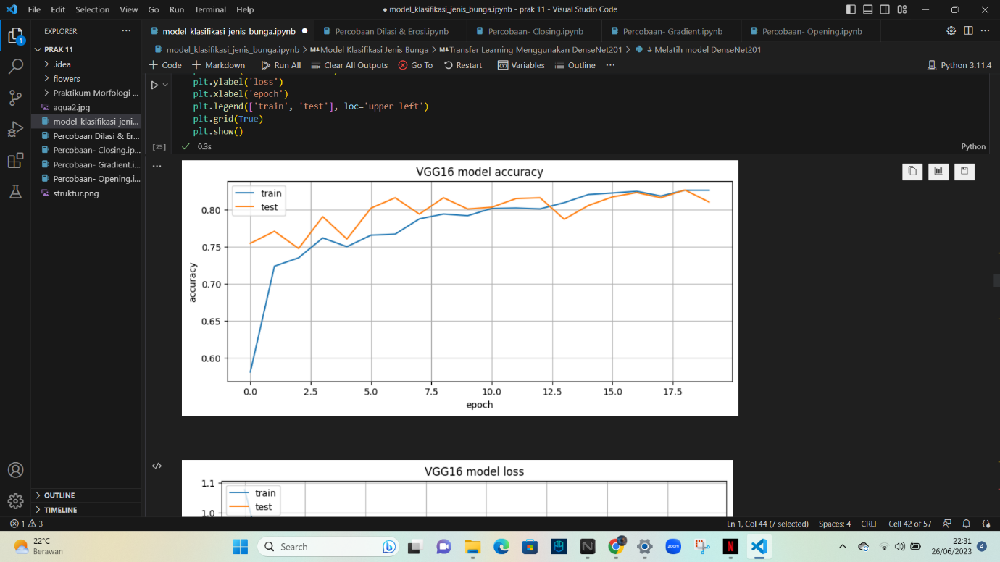 File Edit Selection View Go Run Terminal Help
● model_klasifikasi_jenis_bunga.ipynb - prak 11 - Visual Studio Code
EXPLORER
PRAK 11
.idea
flowers
Praktikum Morfologi ...
aqua2.jpg
model_klasifikasi_jeni...
Percobaan Dilasi & Er...
Percobaan- Closing.ip...
Percobaan- Gradient.i...
Percobaan- Opening.i...
struktur.png
OUTLINE
TIMELINE
model_klasifikasi_jenis_bunga.ipynb ● Percobaan Dilasi & Erosi.ipynb Percobaan- Closing.ipynb Percobaan- Gradient.ipynb Percobaan- Opening.ipynb
model_klasifikasi_jenis_bunga.ipynb > M↓Model Klasifikasi Jenis Bunga > M↓Transfer Learning Menggunakan DenseNet201 > # Melatih model DenseNet201
+ Code + Markdown Run All Clear All Outputs Go To Restart Variables Outline ... Python 3.11.4
plt.ylabel('loss')
plt.xlabel('epoch')
plt.legend(['train', 'test'], loc='upper left')
plt.grid(True)
plt.show()
[25] 0.3s Python
VGG16 model accuracy
train
test
0.80
0.75
0.70
0.65
0.60
accuracy
0.0 2.5 5.0 7.5 10.0 12.5 15.0 17.5
epoch
VGG16 model loss
1.1
train
test
1.0
1 3 Ln 1, Col 44 (7 selected) Spaces: 4 CRLF Cell 42 of 57
22°C
Berawan
Search
zoom
22:31
26/06/2023
4